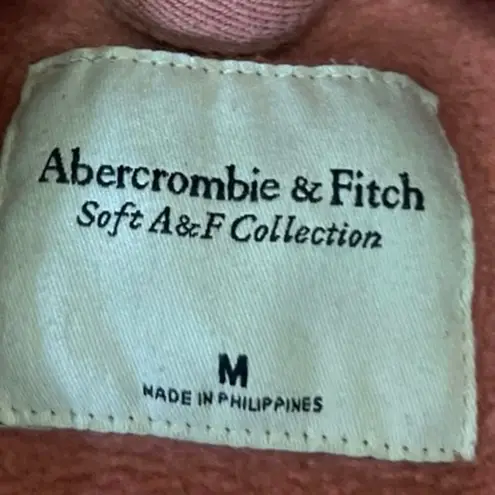 Abercrombie & Fitch
Soft A&F Collection
M
MADE IN PHILIPPINES